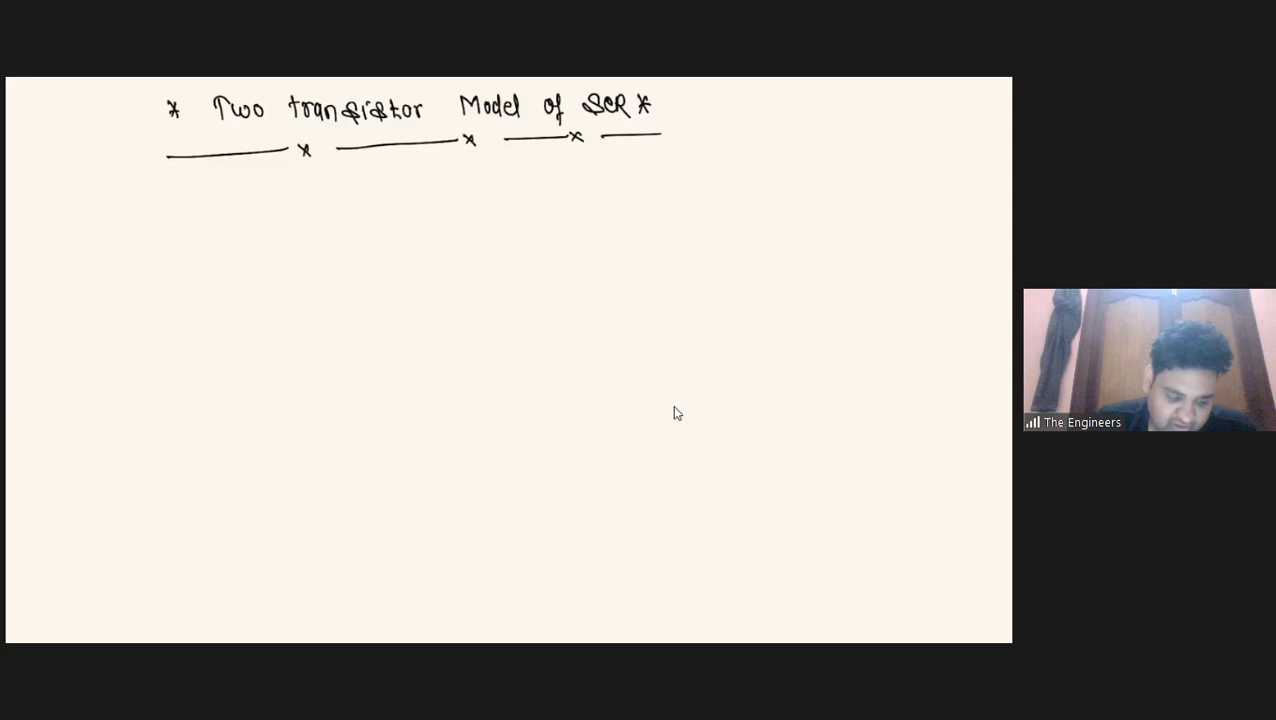 * Two transistor Model of SCR *
The Engineers